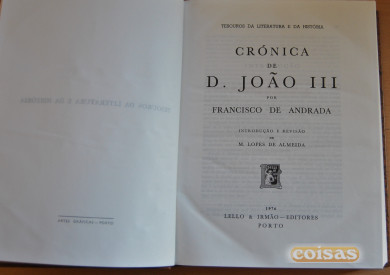 TESOUROS DA LITERATURA E DA HISTÓRIA
CRÓNICA
DE
D. JOÃO III
POR
FRANCISCO DE ANDRADA
INTRODUÇÃO E REVISÃO
DE
M. LOPES DE ALMEIDA
1976
LELLO & IRMÃO—EDITORES
PORTO
coisas